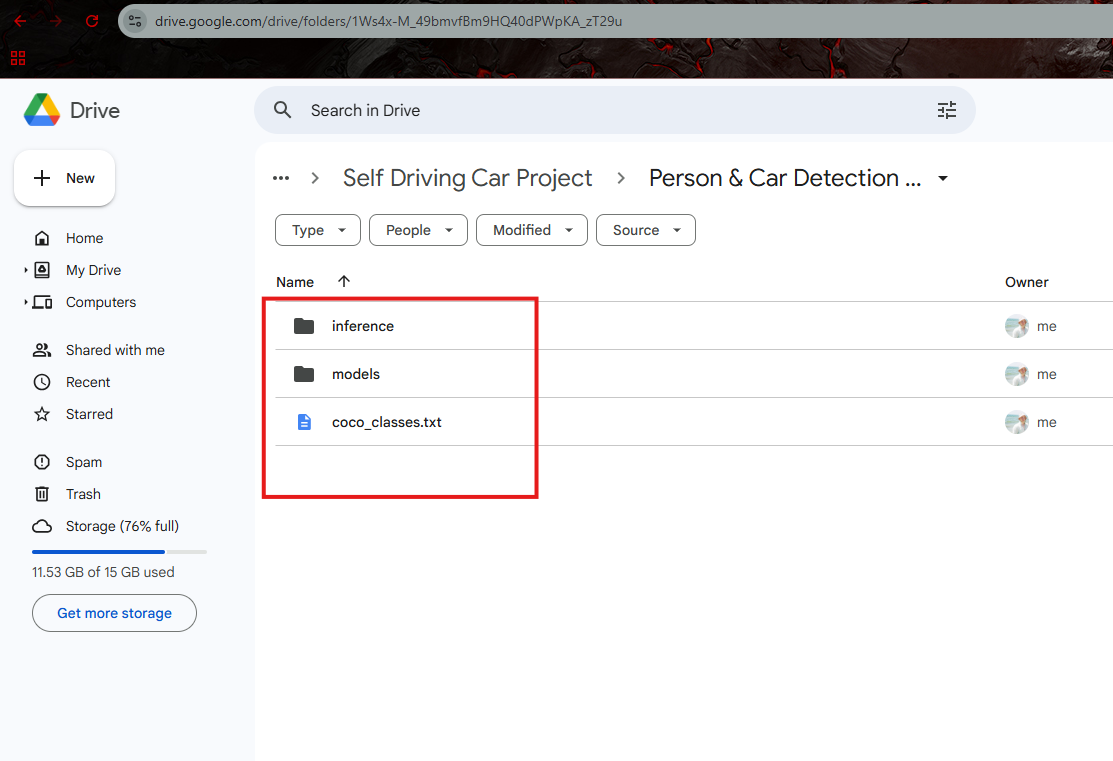 drive.google.com/drive/folders/1Ws4x-M_49bmvfBm9HQ40dPWpKA_zT29u
Drive
Search in Drive
New
... > Self Driving Car Project > Person & Car Detection ...
Type People Modified Source
Home
My Drive
Computers
Shared with me
Recent
Starred
Spam
Trash
Storage (76% full)
11.53 GB of 15 GB used
Get more storage
Name Owner
inference me
models me
coco_classes.txt me